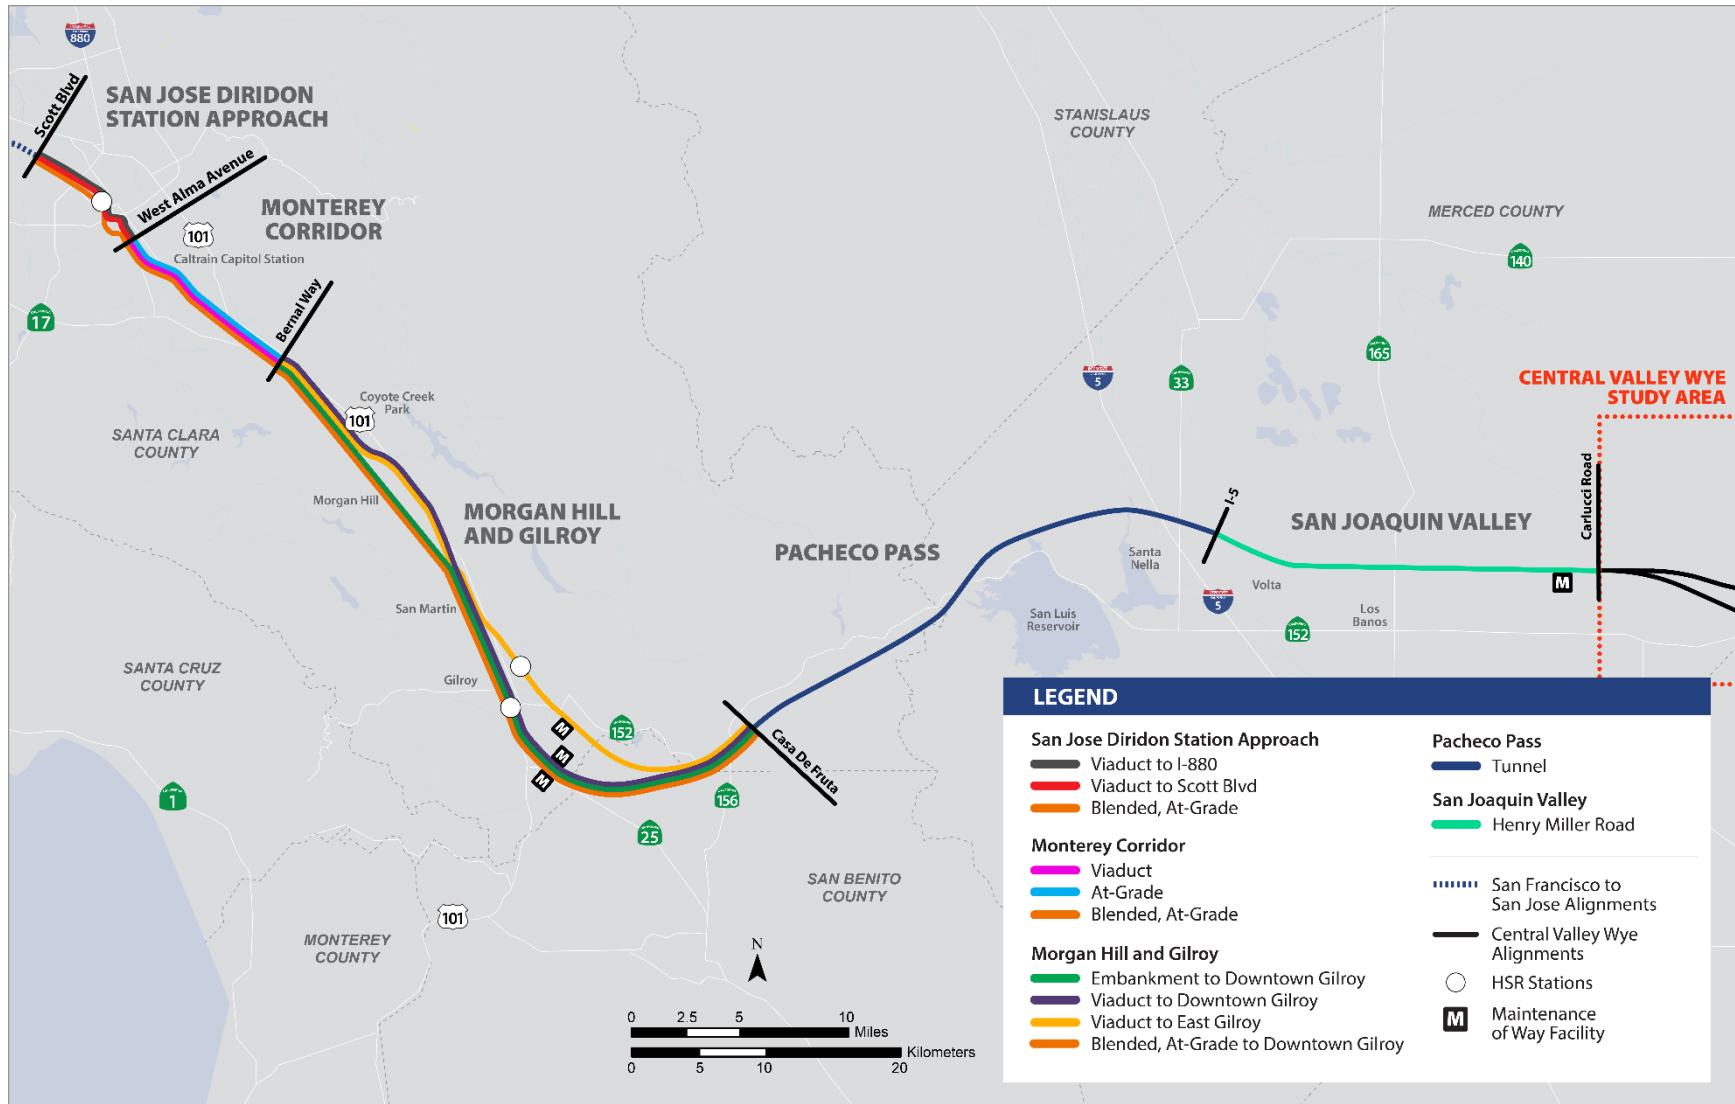 880
Scott Blvd
SAN JOSE DIRIDON
STATION APPROACH
West Alma Avenue
MONTEREY
CORRIDOR
101
Caltrain Capitol Station
17
Bernal Way
Coyote Creek
Park
101
SANTA CLARA
COUNTY
Morgan Hill
MORGAN HILL
AND GILROY
San Martin
SANTA CRUZ
COUNTY
Gilroy
M
M
M
152
Casa De Fruta
156
25
1
101
MONTEREY
COUNTY
SAN BENITO
COUNTY
PACHECO PASS
STANISLAUS
COUNTY
MERCED COUNTY
140
165
5
33
I-5
SAN JOAQUIN VALLEY
Santa
Nella
San Luis
Reservoir
5
Volta
152
Los
Banos
M
Carlucci Road
CENTRAL VALLEY WYE
STUDY AREA
N
0 2.5 5 10
Miles
Kilometers
0 5 10 20
LEGEND
San Jose Diridon Station Approach
Viaduct to I-880
Viaduct to Scott Blvd
Blended, At-Grade
Monterey Corridor
Viaduct
At-Grade
Blended, At-Grade
Morgan Hill and Gilroy
Embankment to Downtown Gilroy
Viaduct to Downtown Gilroy
Viaduct to East Gilroy
Blended, At-Grade to Downtown Gilroy
Pacheco Pass
Tunnel
San Joaquin Valley
Henry Miller Road
San Francisco to
San Jose Alignments
Central Valley Wye
Alignments
HSR Stations
M
Maintenance
of Way Facility